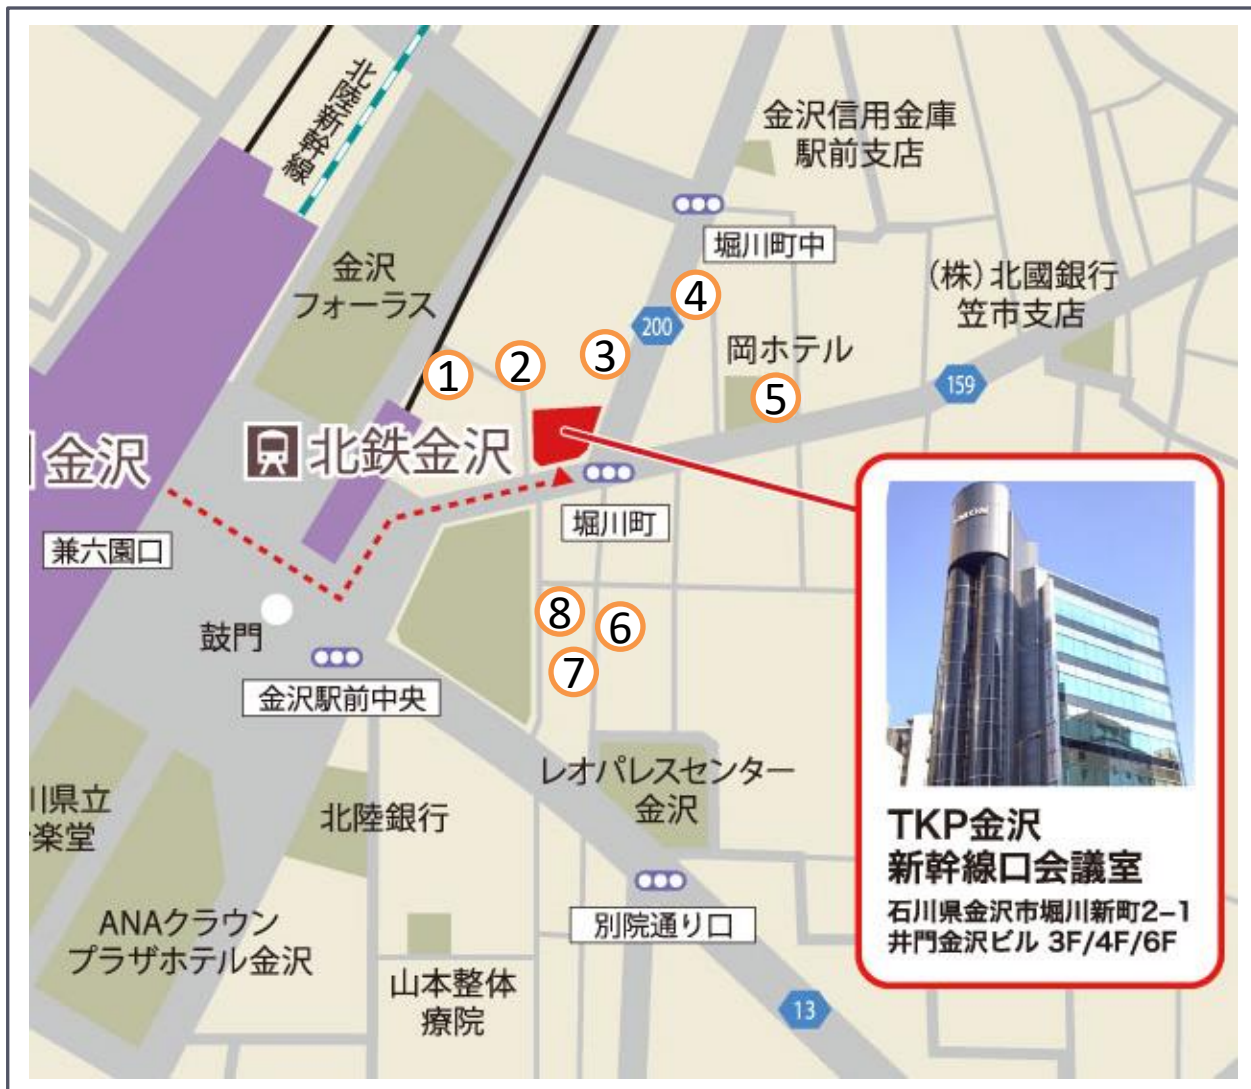 北陸新幹線
金沢信用金庫
駅前支店
堀川町中
金沢
フォーラス
(株)北國銀行
笠市支店
④
200
③
岡ホテル
②
①
⑤
159
金沢
北鉄金沢
堀川町
兼六園口
⑧
⑥
鼓門
⑦
金沢駅前中央
レオパレスセンター
金沢
川県立
楽堂
北陸銀行
ANAクラウン
プラザホテル金沢
別院通り口
山本整体
療院
13
TKP金沢
新幹線口会議室
石川県金沢市堀川新町2−1
井門金沢ビル 3F/4F/6F